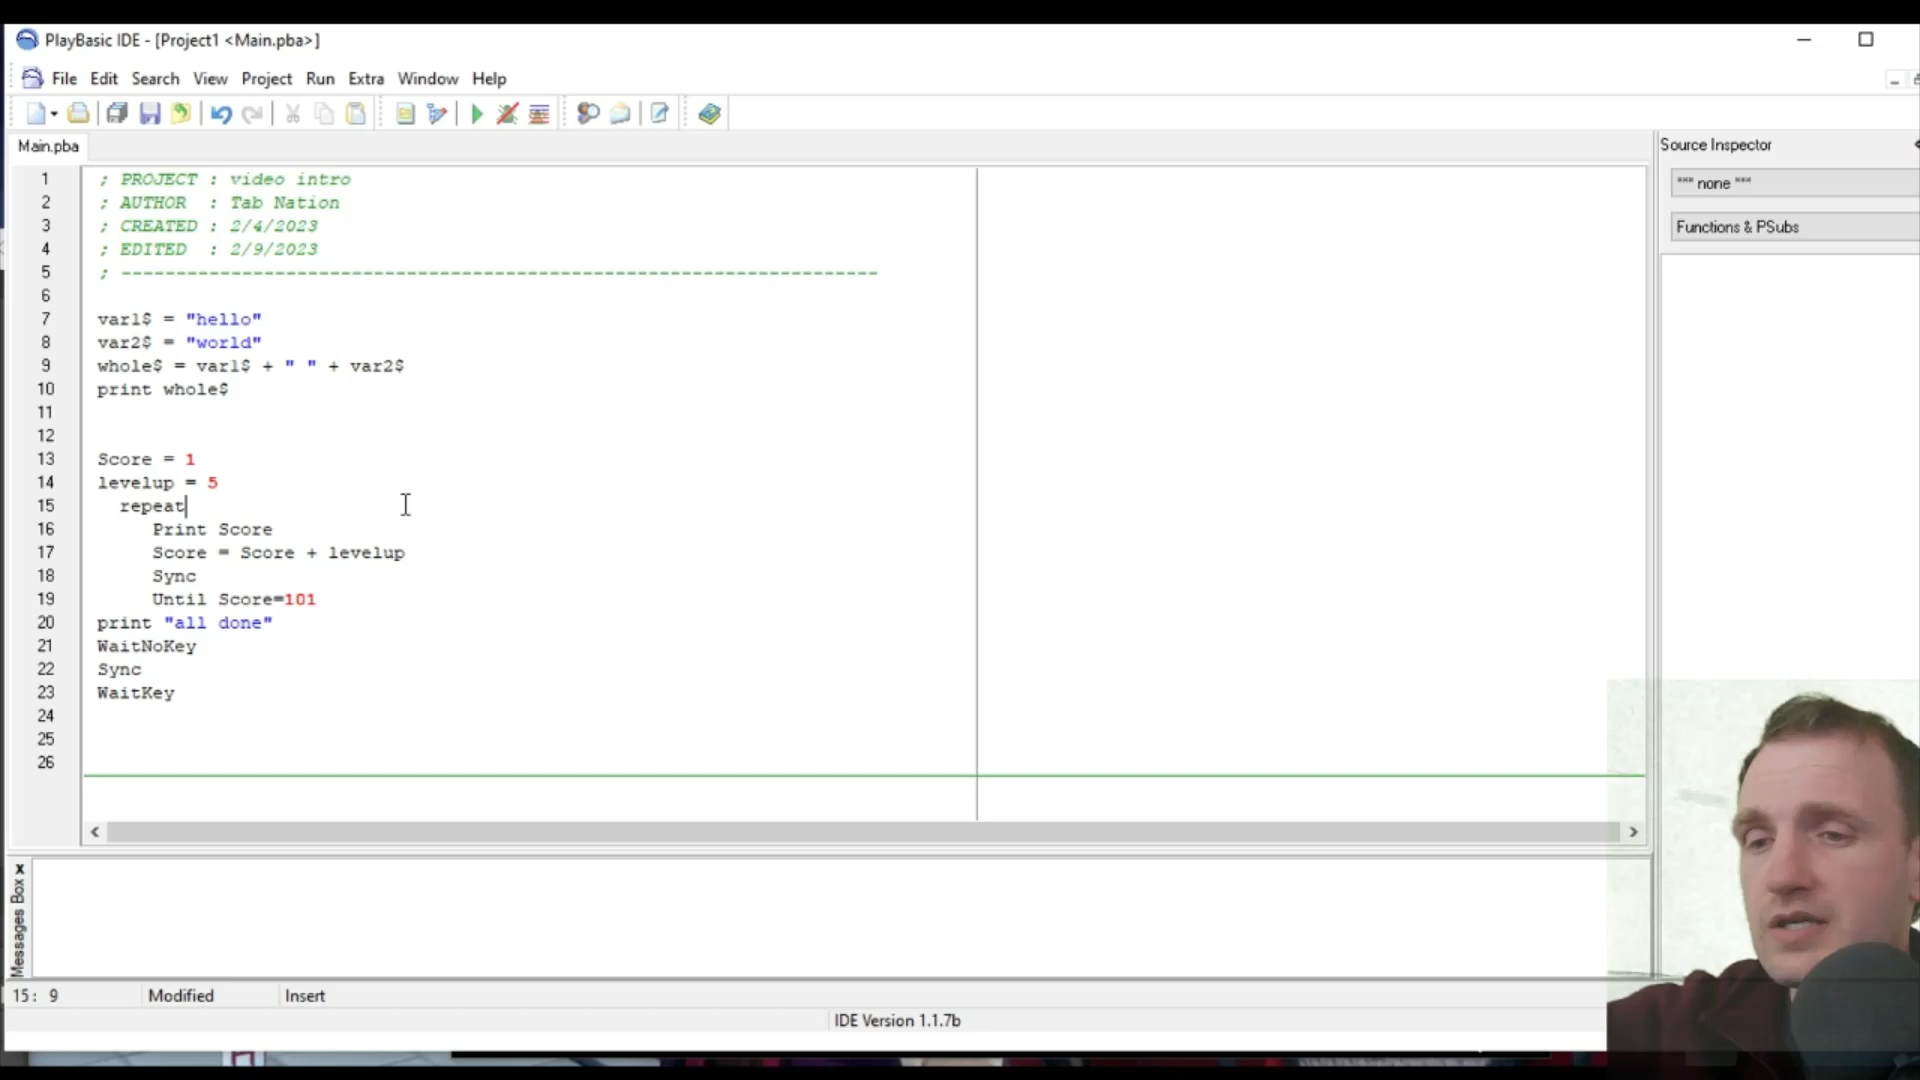 PlayBasic IDE - [Project1 <Main.pba>]
File Edit Search View Project Run Extra Window Help
Main.pba
Source Inspector
*** none ***
Functions & PSubs
1 ; PROJECT : video intro
2 ; AUTHOR  : Tab Nation
3 ; CREATED : 2/4/2023
4 ; EDITED  : 2/9/2023
5 ; ---------------------------------------------------------------------
6
7 var1$ = "hello"
8 var2$ = "world"
9 whole$ = var1$ + " " + var2$
10 print whole$
11
12
13 Score = 1
14 levelup = 5
15 repeat
16 Print Score
17 Score = Score + levelup
18 Sync
19 Until Score=101
20 print "all done"
21 WaitNoKey
22 Sync
23 WaitKey
24
25
26
Messages Box
15: 9 Modified Insert
IDE Version 1.1.7b